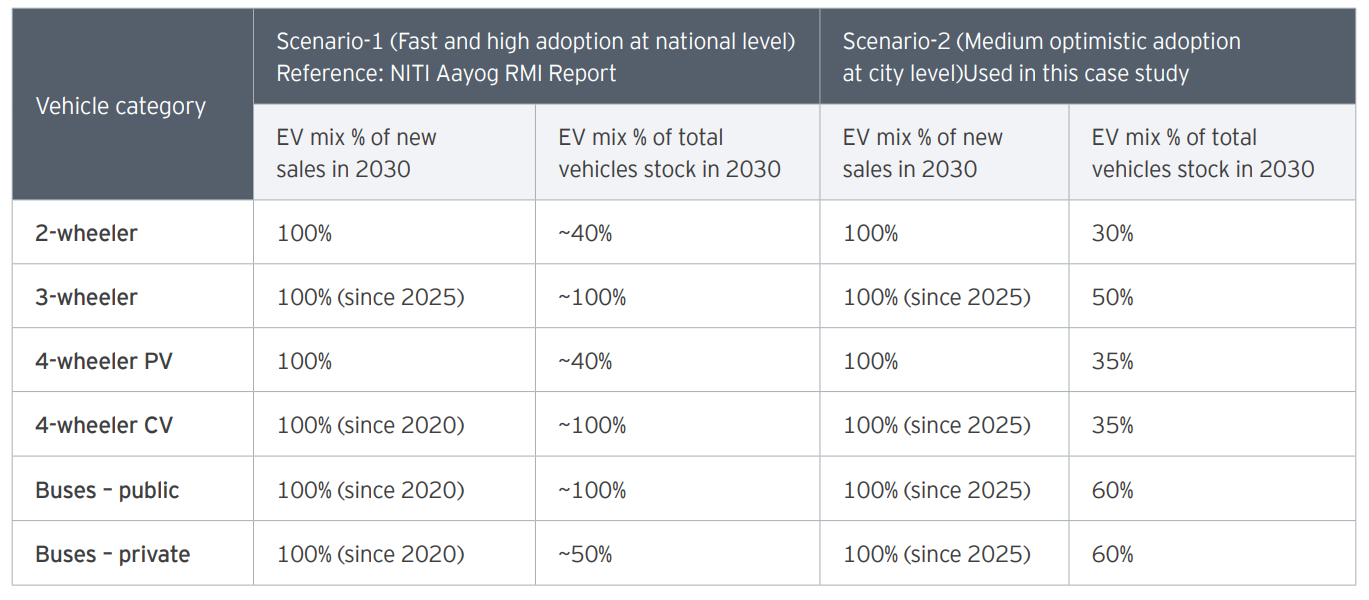 Vehicle category
Scenario-1 (Fast and high adoption at national level)
Reference: NITI Aayog RMI Report
Scenario-2 (Medium optimistic adoption
at city level)Used in this case study
EV mix % of new
sales in 2030
EV mix % of total
vehicles stock in 2030
EV mix % of new
sales in 2030
EV mix % of total
vehicles stock in 2030
2-wheeler 100% ~40% 100% 30%
3-wheeler 100% (since 2025) ~100% 100% (since 2025) 50%
4-wheeler PV 100% ~40% 100% 35%
4-wheeler CV 100% (since 2020) ~100% 100% (since 2025) 35%
Buses – public 100% (since 2020) ~100% 100% (since 2025) 60%
Buses – private 100% (since 2020) ~50% 100% (since 2025) 60%